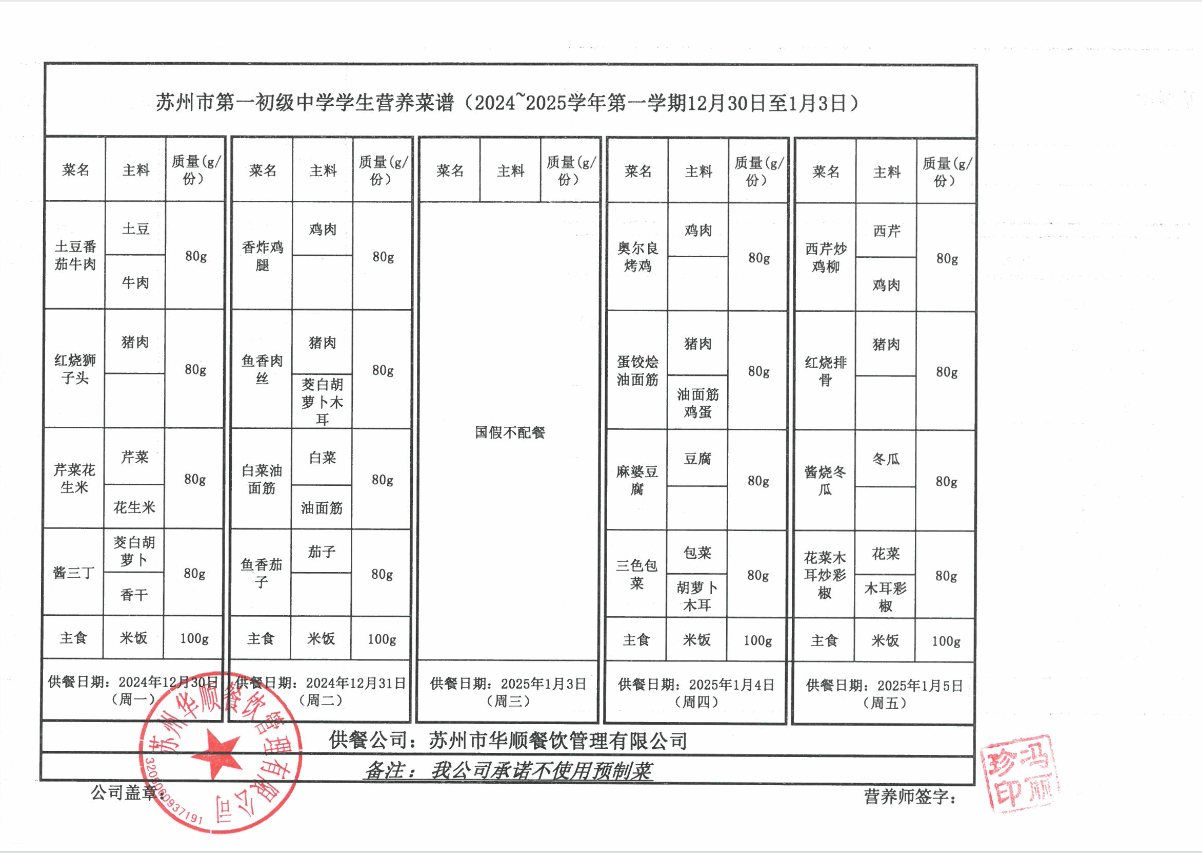 苏州市第一初级中学学生营养菜谱（2024~2025学年第一学期12月30日至1月3日）
菜名 主料 质量(g/份） 菜名 主料 质量(g/份） 菜名 主料 质量(g/份） 菜名 主料 质量(g/份） 菜名 主料 质量(g/份）
土豆番茄牛肉 土豆 牛肉 80g
香炸鸡腿 鸡肉 80g
奥尔良烤鸡 鸡肉 80g
西芹炒鸡柳 西芹 鸡肉 80g
红烧狮子头 猪肉 80g
鱼香肉丝 猪肉 茭白胡萝卜木耳 80g
国假不配餐
蛋饺烩油面筋 猪肉 油面筋鸡蛋 80g
红烧排骨 猪肉 80g
芹菜花生米 芹菜 花生米 80g
白菜油面筋 白菜 油面筋 80g
麻婆豆腐 豆腐 80g
酱烧冬瓜 冬瓜 80g
酱三丁 茭白胡萝卜 香干 80g
鱼香茄子 茄子 80g
三色包菜 包菜 胡萝卜木耳 80g
花菜木耳炒彩椒 花菜 木耳彩椒 80g
主食 米饭 100g 主食 米饭 100g 主食 米饭 100g 主食 米饭 100g
供餐日期：2024年12月30日（周一）
供餐日期：2024年12月31日（周二）
供餐日期：2025年1月3日（周三）
供餐日期：2025年1月4日（周四）
供餐日期：2025年1月5日（周五）
供餐公司：苏州市华顺餐饮管理有限公司
备注：我公司承诺不使用预制菜
公司盖章：
营养师签字：
苏州华顺餐饮管理有限公司
冯丽珍印